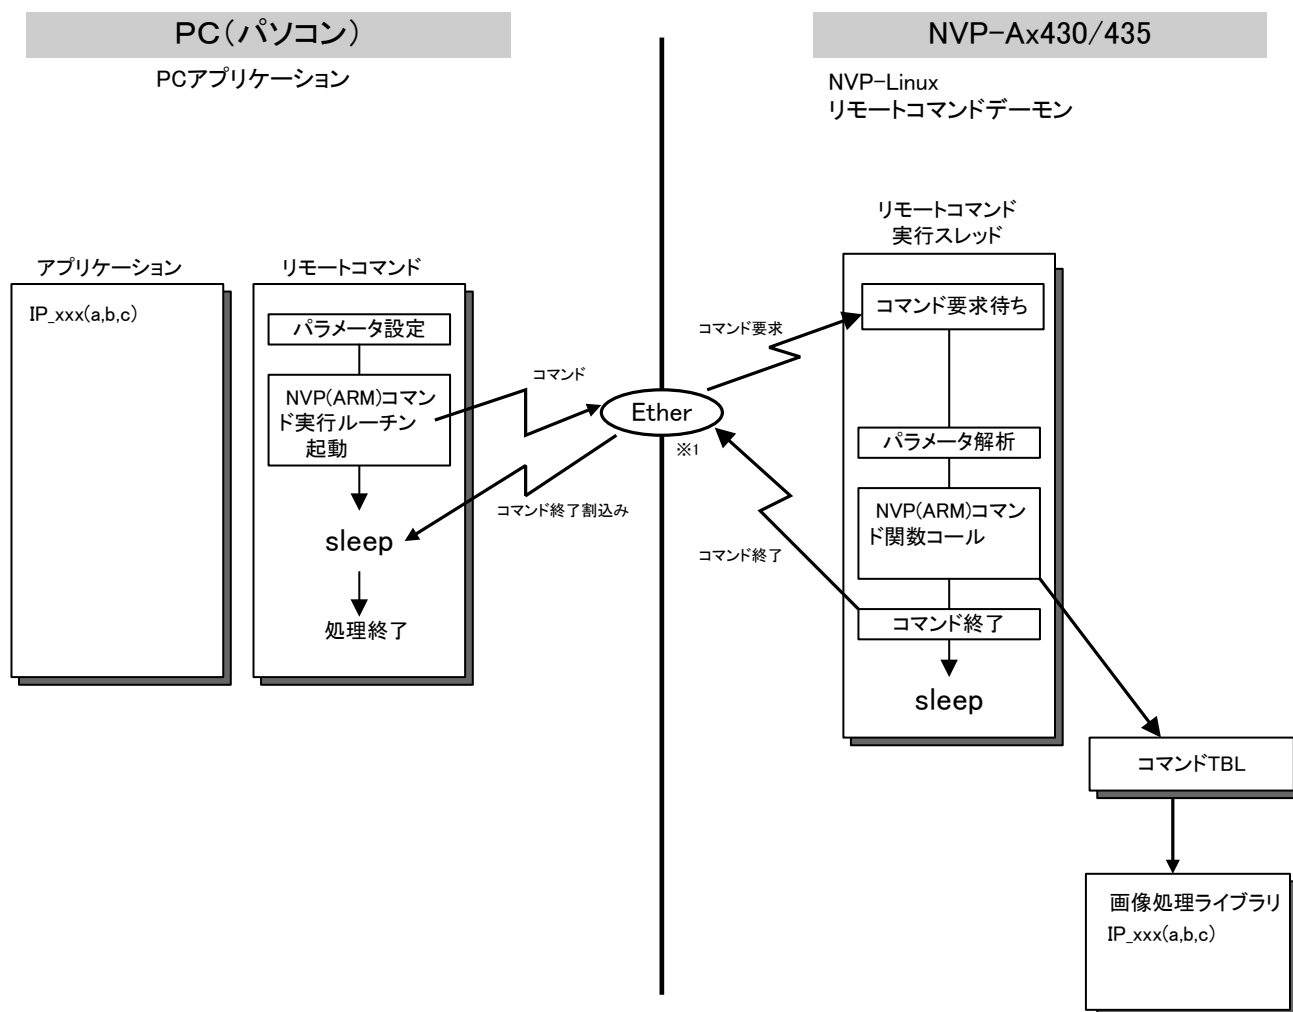 PC（パソコン）
PCアプリケーション
NVP-Ax430/435
NVP-Linux
リモートコマンドデーモン
アプリケーション
IP_xxx(a,b,c)
リモートコマンド
パラメータ設定
NVP(ARM)コマン
ド実行ルーチン
起動
sleep
処理終了
コマンド
Ether
※1
コマンド終了割込み
コマンド要求
コマンド終了
リモートコマンド
実行スレッド
コマンド要求待ち
パラメータ解析
NVP(ARM)コマン
ド関数コール
コマンド終了
sleep
コマンドTBL
画像処理ライブラリ
IP_xxx(a,b,c)